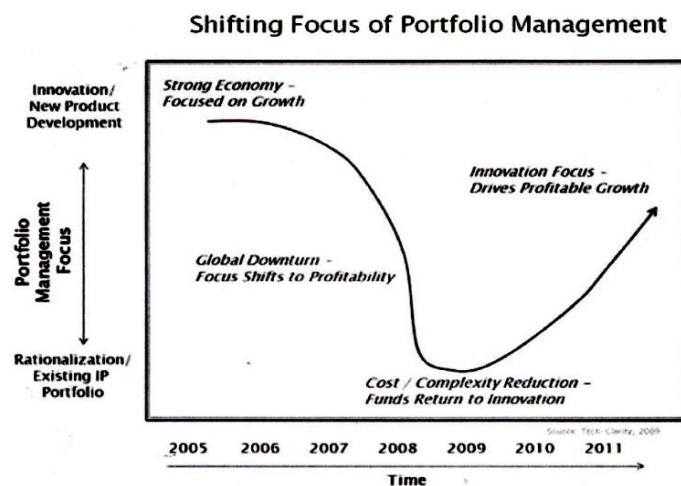 Shifting Focus of Portfolio Management
Innovation/
New Product
Development
Strong Economy –
Focused on Growth
Innovation Focus –
Drives Profitable Growth
Portfolio
Management
Focus
Global Downturn –
Focus Shifts to Profitability
Rationalization/
Existing IP
Portfolio
Cost / Complexity Reduction –
Funds Return to Innovation
Source: Tech-Clarity, 2009
2005 2006 2007 2008 2009 2010 2011
Time